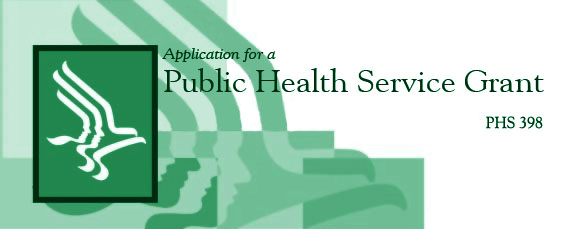 Application for a
Public Health Service Grant
PHS 398